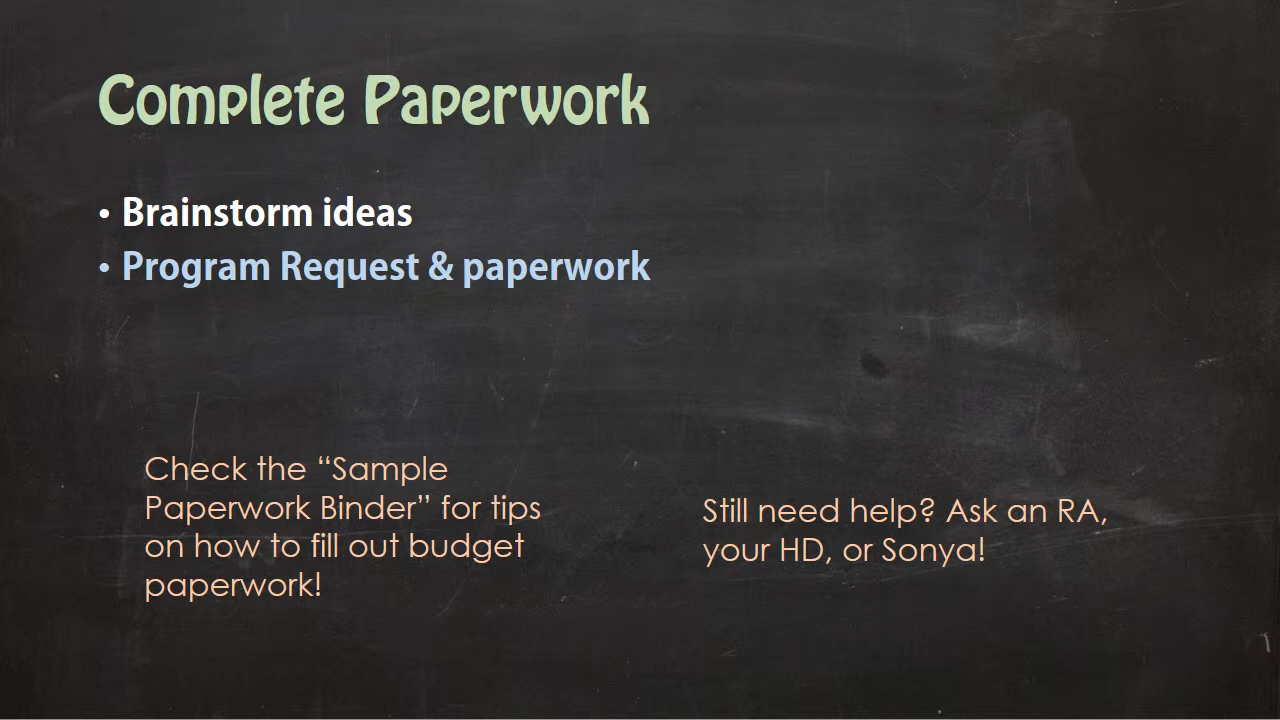 Complete Paperwork
• Brainstorm ideas
• Program Request & paperwork
Check the “Sample
Paperwork Binder” for tips
on how to fill out budget
paperwork!
Still need help? Ask an RA,
your HD, or Sonya!